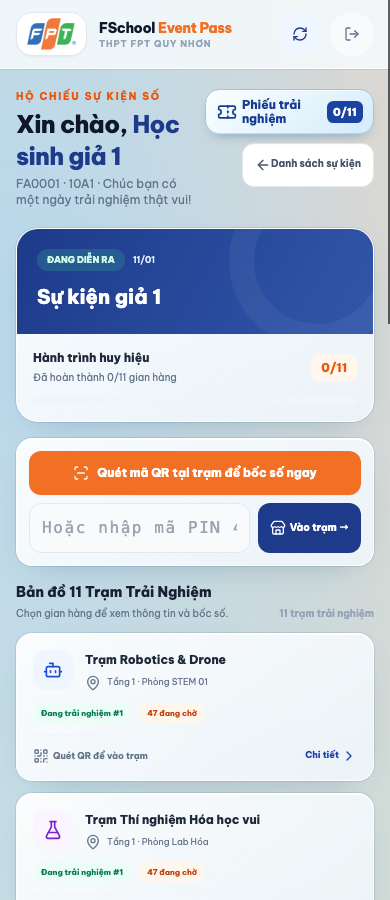 FPT
FSchool Event Pass
THPT FPT QUY NHƠN
HỘ CHIẾU SỰ KIỆN SỐ
Xin chào, Học
sinh giả 1
FA0001 · 10A1 · Chúc bạn có
một ngày trải nghiệm thật vui!
Phiếu trải
nghiệm
0/11
← Danh sách sự kiện
ĐANG DIỄN RA
11/01
Sự kiện giả 1
Hành trình huy hiệu
Đã hoàn thành 0/11 gian hàng
0/11
Quét mã QR tại trạm để bốc số ngay
Hoặc nhập mã PIN
Vào trạm →
Bản đồ 11 Trạm Trải Nghiệm
Chọn gian hàng để xem thông tin và bốc số.
11 trạm trải nghiệm
Trạm Robotics & Drone
Tầng 1 · Phòng STEM 01
Đang trải nghiệm #1
47 đang chờ
Quét QR để vào trạm
Chi tiết
Trạm Thí nghiệm Hóa học vui
Tầng 1 · Phòng Lab Hóa
Đang trải nghiệm #1
47 đang chờ